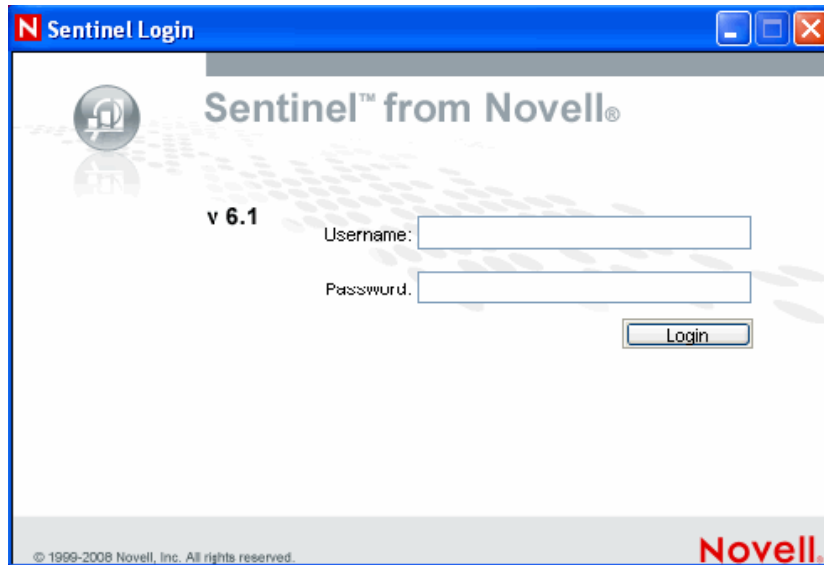 N Sentinel Login
Sentinel™ from Novell®
v 6.1
Username:
Password:
Login
© 1999-2008 Novell, Inc. All rights reserved.
Novell®